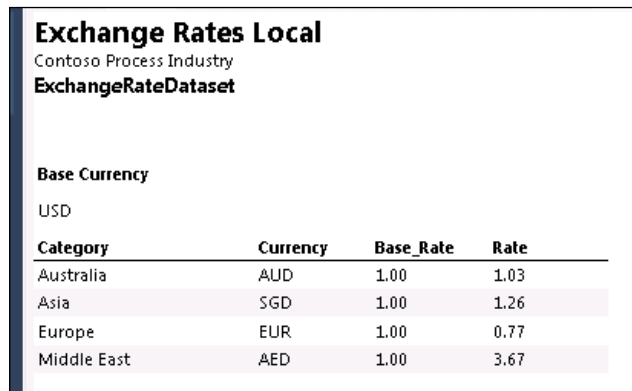 Exchange Rates Local
Contoso Process Industry
ExchangeRateDataset
Base Currency
USD
Category Currency Base_Rate Rate
Australia AUD 1.00 1.03
Asia SGD 1.00 1.26
Europe EUR 1.00 0.77
Middle East AED 1.00 3.67